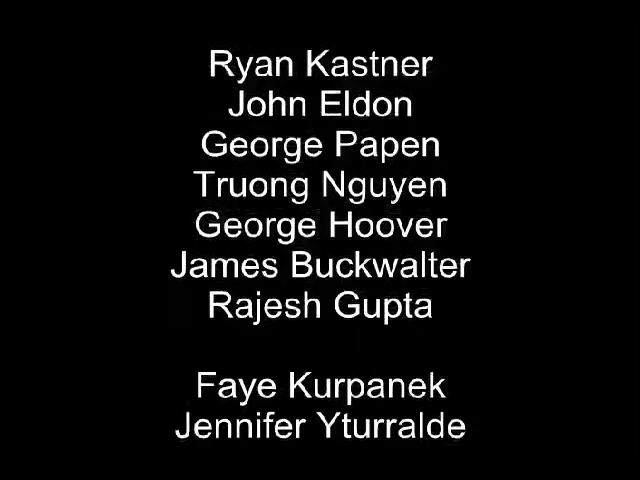 Ryan Kastner
John Eldon
George Papen
Truong Nguyen
George Hoover
James Buckwalter
Rajesh Gupta
Faye Kurpanek
Jennifer Yturralde